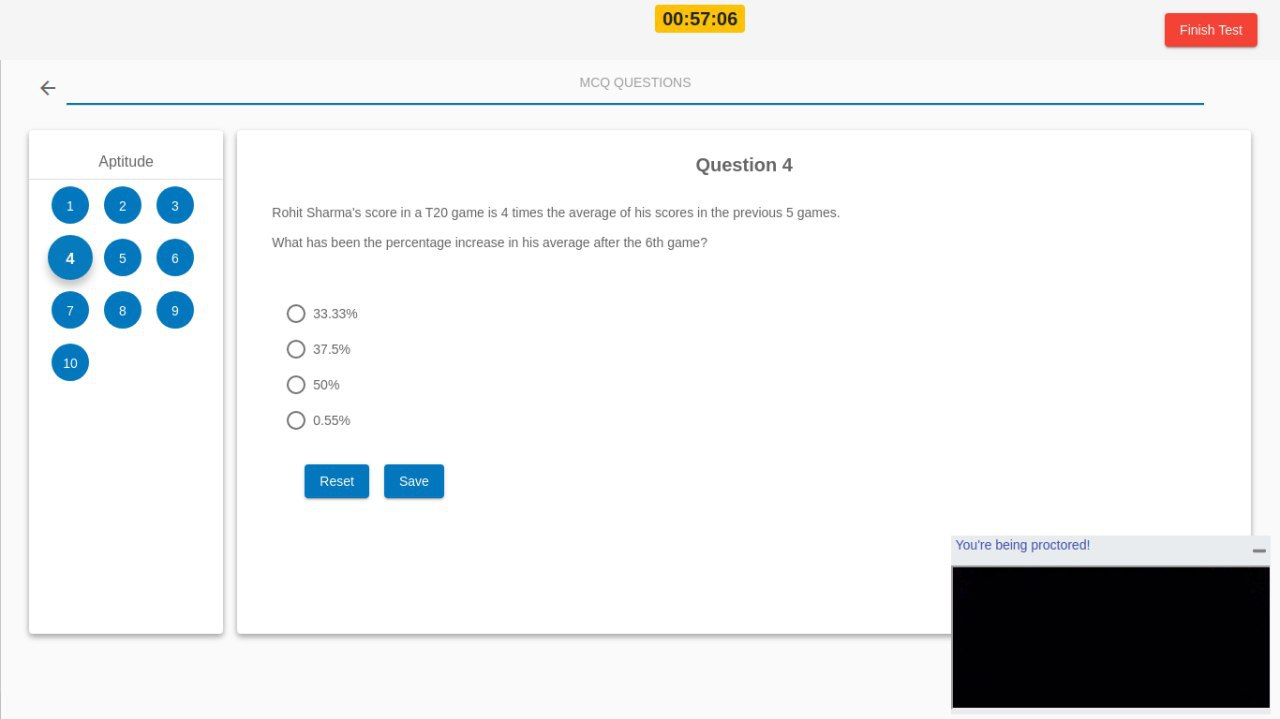 00:57:06
Finish Test
MCQ QUESTIONS
Aptitude
1 2 3
4 5 6
7 8 9
10
Question 4
Rohit Sharma's score in a T20 game is 4 times the average of his scores in the previous 5 games.
What has been the percentage increase in his average after the 6th game?
33.33%
37.5%
50%
0.55%
Reset Save
You're being proctored!